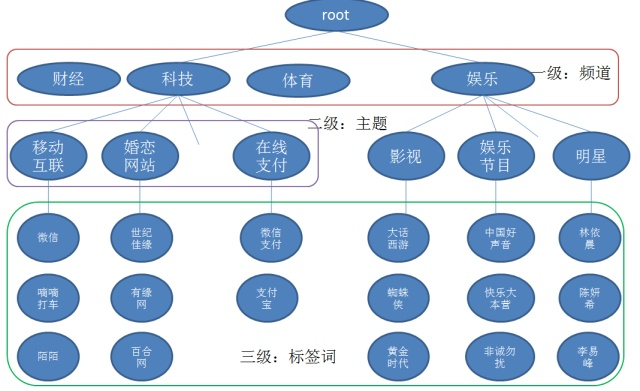 root
财经
科技
体育
娱乐
一级：频道
二级：主题
移动
互联
婚恋
网站
在线
支付
影视
娱乐
节目
明星
微信
世纪
佳缘
微信
支付
大话
西游
中国好
声音
林依
晨
嘀嘀
打车
有缘
网
支付
宝
蜘蛛
侠
快乐大
本营
陈妍
希
陌陌
百合
网
三级：标签词
黄金
时代
非诚勿
扰
李易
峰